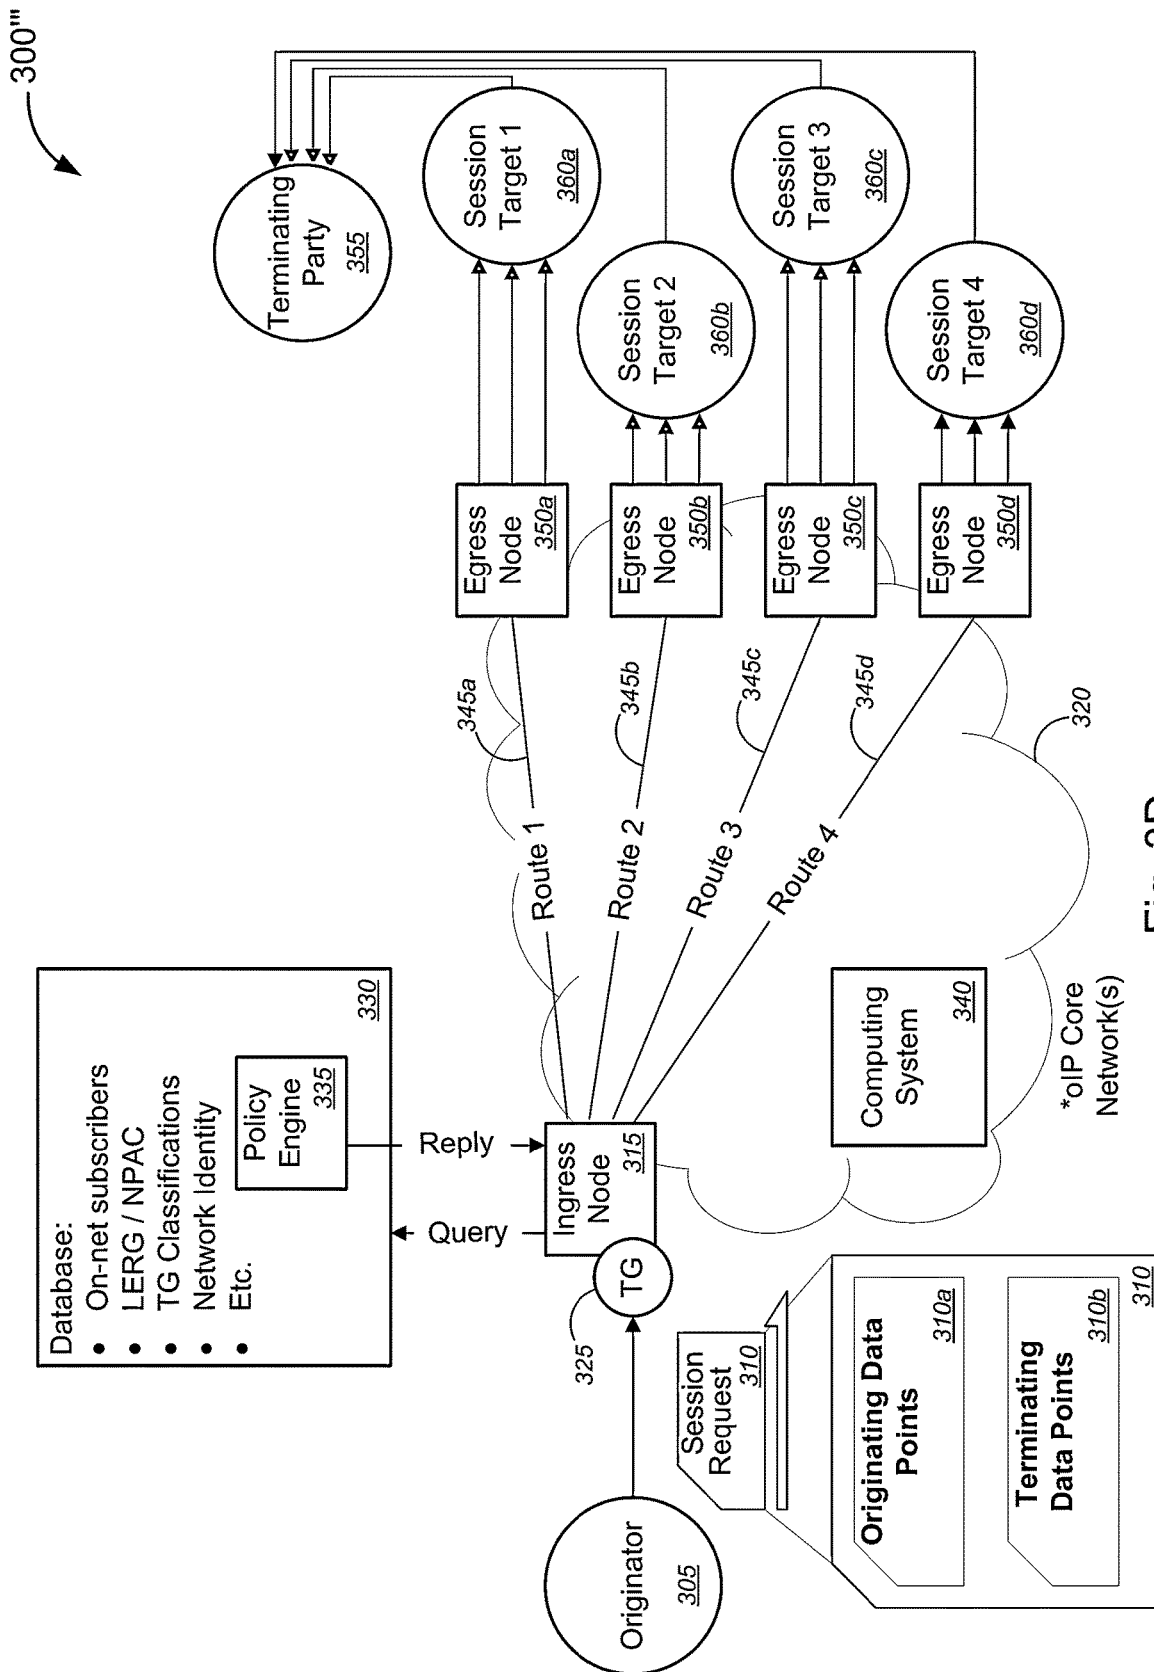 300'''
Database:
• On-net subscribers
• LERG / NPAC
• TG Classifications
• Network Identity
• Etc.
Policy
Engine
335
330
Query
Reply
Originator
305
325
TG
Ingress
Node
315
Session
Request
310
Originating Data
Points
310a
Terminating
Data Points
310b
310
Computing
System
340
*oIP Core
Network(s)
320
Route 1
345a
Route 2
345b
Route 3
345c
Route 4
345d
Egress
Node
350a
Egress
Node
350b
Egress
Node
350c
Egress
Node
350d
Session
Target 1
360a
Session
Target 2
360b
Session
Target 3
360c
Session
Target 4
360d
Terminating
Party
355